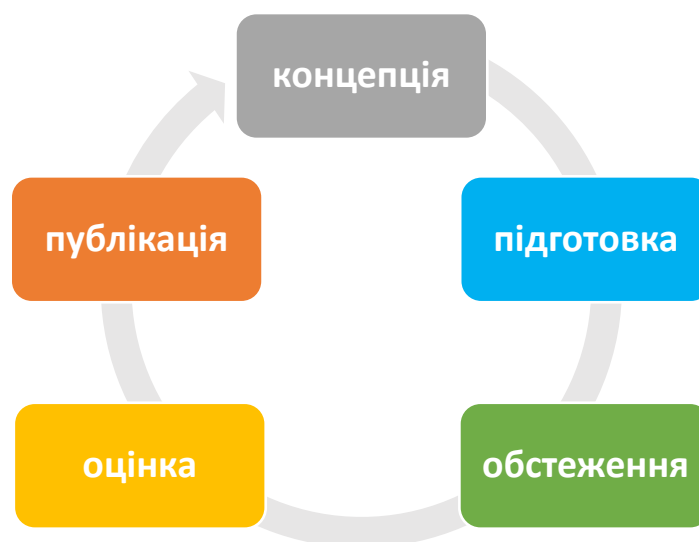 концепція
підготовка
обстеження
оцінка
публікація